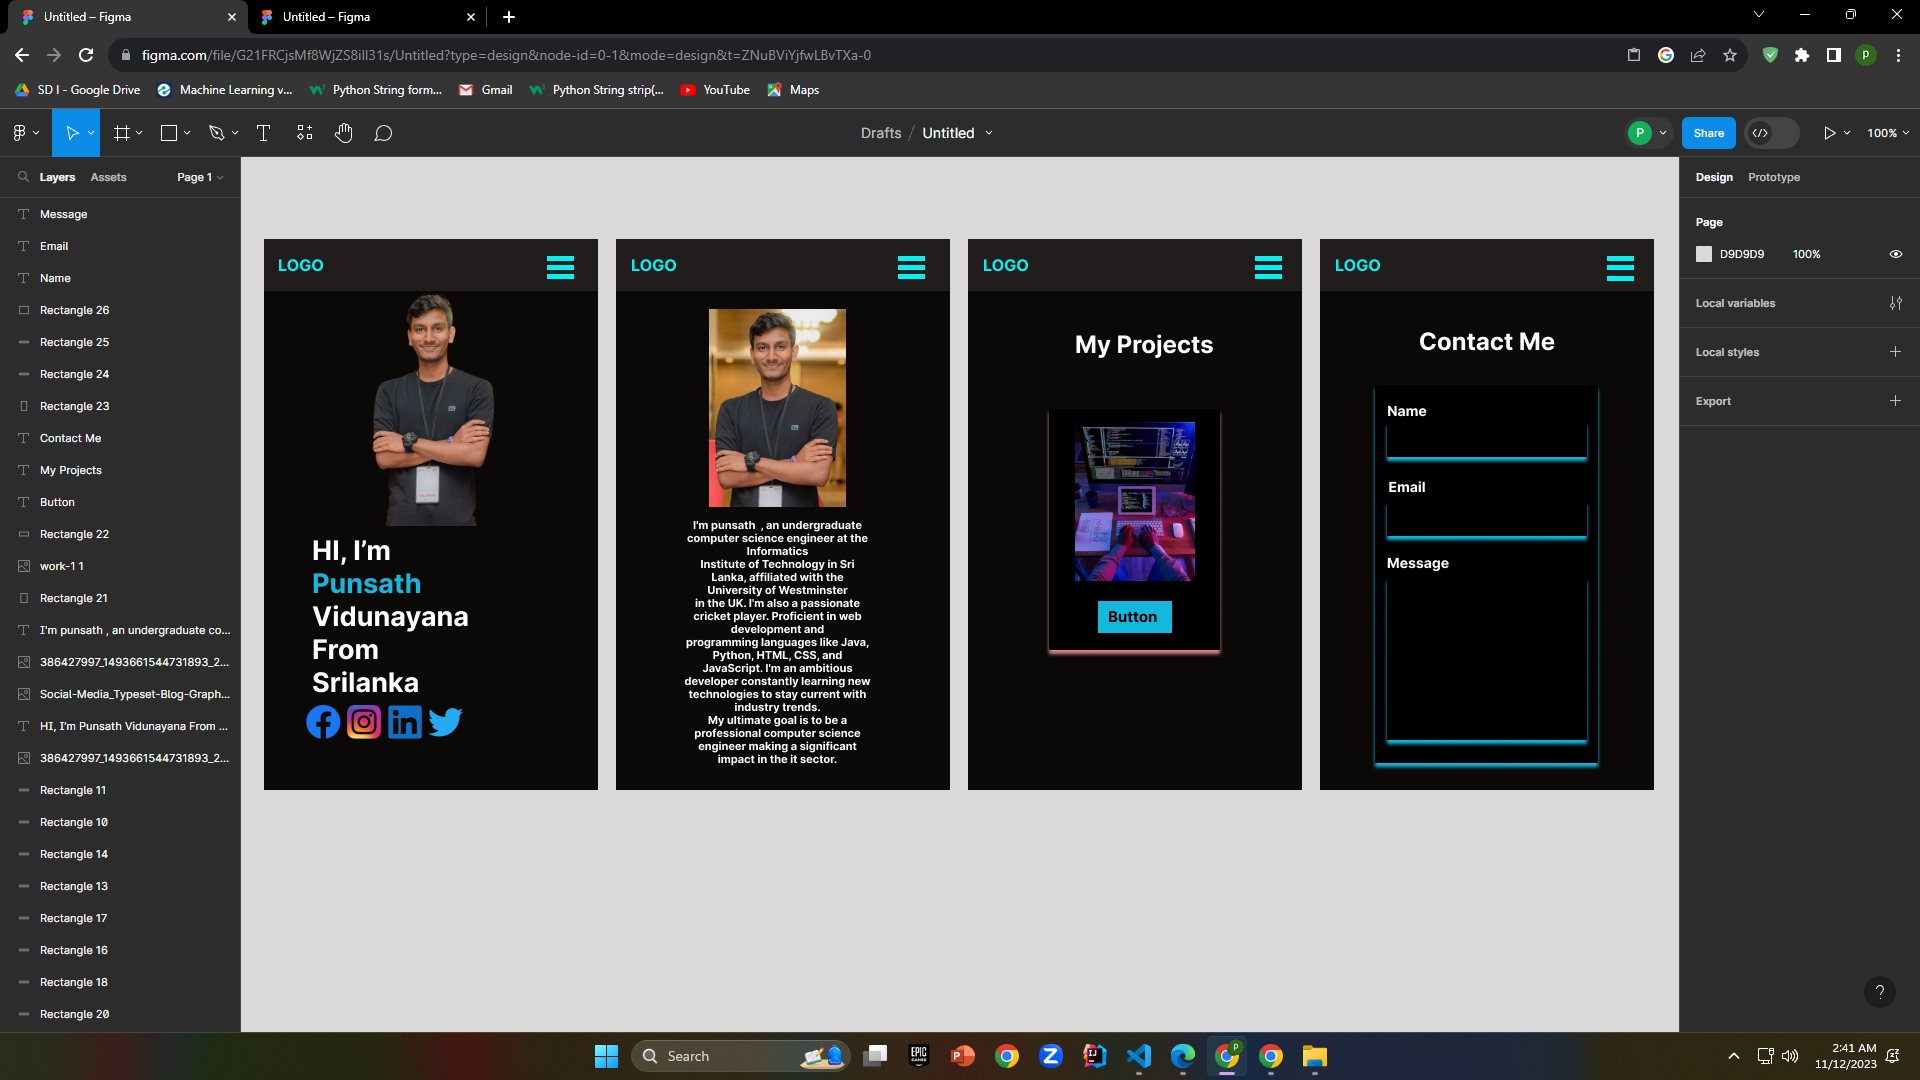 Untitled – Figma
Untitled – Figma
figma.com/file/G21FRCjsMf8WjZS8iIl31s/Untitled?type=design&node-id=0-1&mode=design&t=ZNuBViYjfwLBvTXa-0
P
SD I - Google Drive
Machine Learning v...
Python String form...
Gmail
Python String strip(...
YouTube
Maps
Drafts / Untitled
P
Share
100%
Layers
Assets
Page 1
Message
Email
Name
Rectangle 26
Rectangle 25
Rectangle 24
Rectangle 23
Contact Me
My Projects
Button
Rectangle 22
work-1 1
Rectangle 21
I'm punsath , an undergraduate co...
386427997_1493661544731893_2...
Social-Media_Typeset-Blog-Graph...
HI, I’m Punsath Vidunayana From ...
386427997_1493661544731893_2...
Rectangle 11
Rectangle 10
Rectangle 14
Rectangle 13
Rectangle 17
Rectangle 16
Rectangle 18
Rectangle 20
LOGO
HI, I’m
Punsath
Vidunayana
From
Srilanka
LOGO
I'm punsath , an undergraduate
computer science engineer at the
Informatics
Institute of Technology in Sri
Lanka, affiliated with the
University of Westminster
in the UK. I'm also a passionate
cricket player. Proficient in web
development and
programming languages like Java,
Python, HTML, CSS, and
JavaScript. I'm an ambitious
developer constantly learning new
technologies to stay current with
industry trends.
My ultimate goal is to be a
professional computer science
engineer making a significant
impact in the it sector.
LOGO
My Projects
Button
LOGO
Contact Me
Name
Email
Message
Design
Prototype
Page
D9D9D9
100%
Local variables
Local styles
Export
?
Search
EPIC
GAMES
P
Z
IJ
P
2:41 AM
11/12/2023